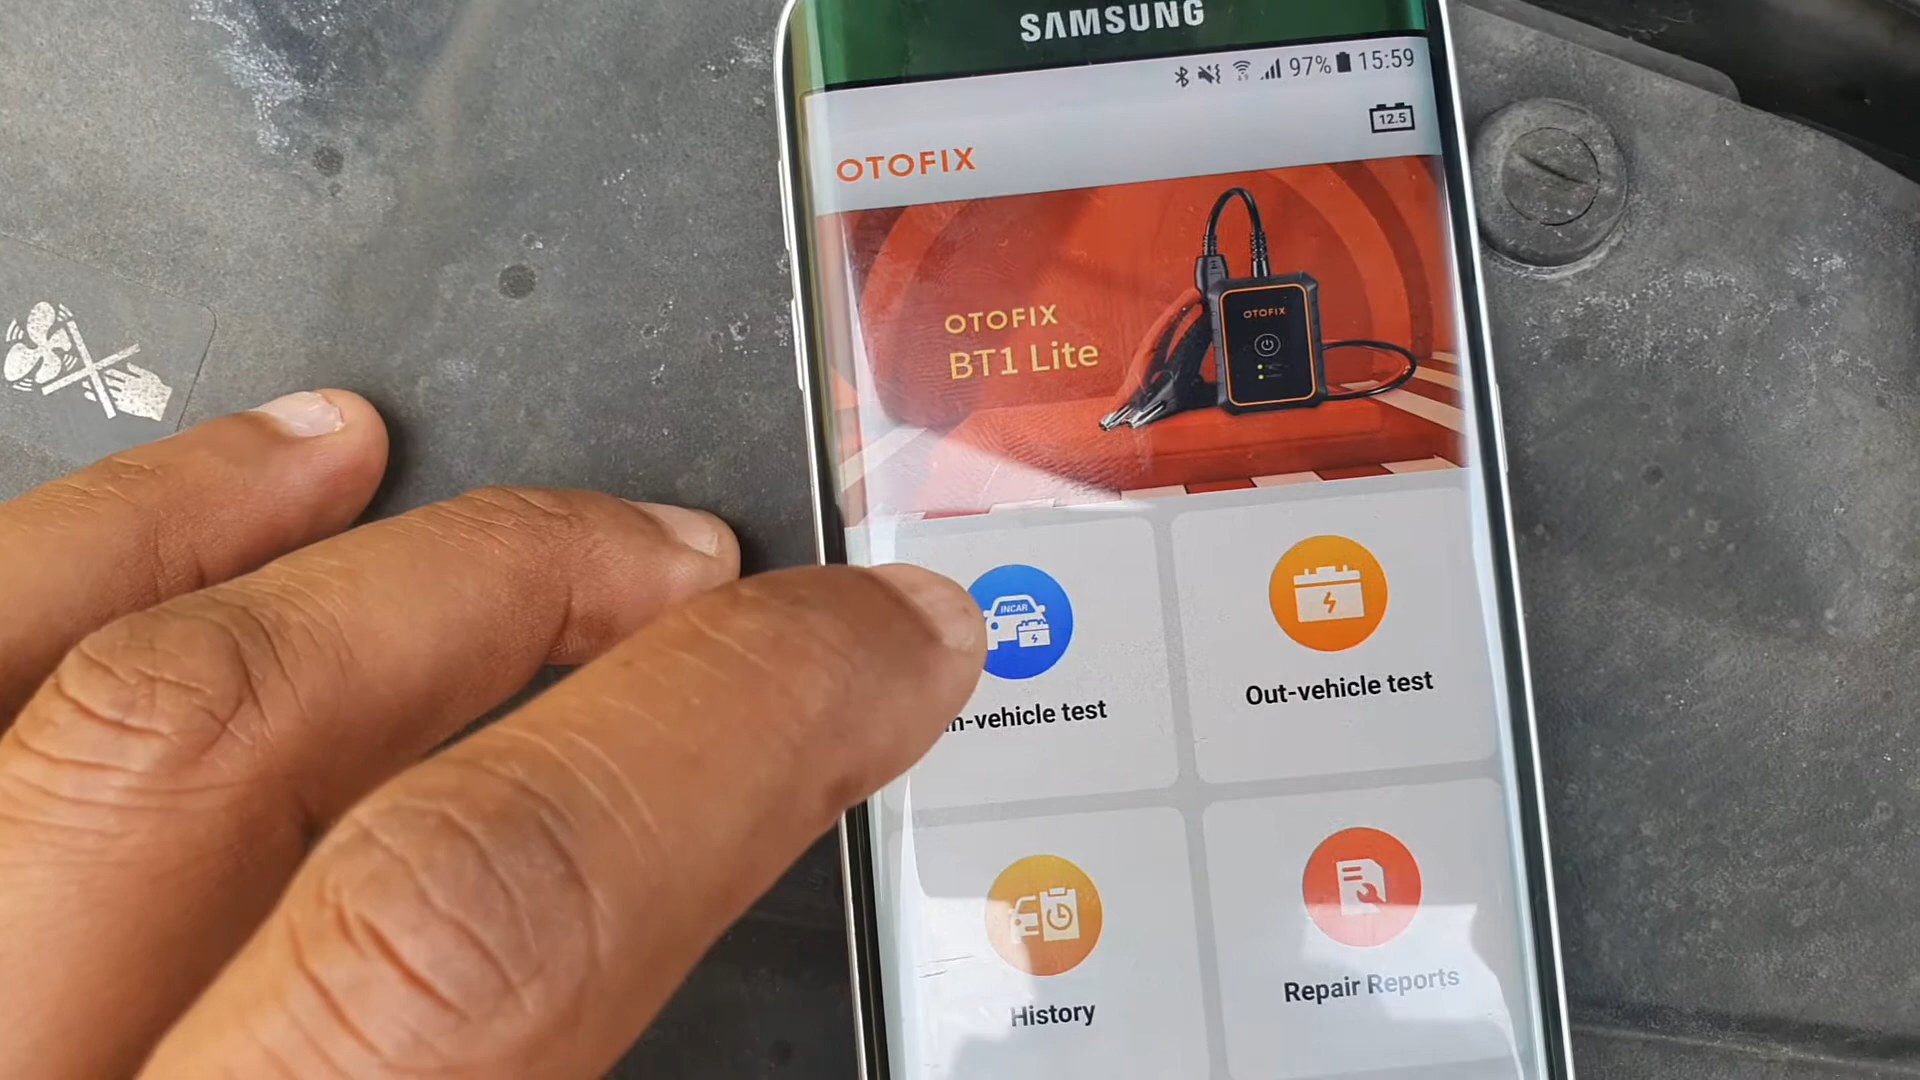 SAMSUNG
97% 15:59
12.5
OTOFIX
OTOFIX
BT1 Lite
OTOFIX
INCAR
n-vehicle test
Out-vehicle test
History
Repair Reports